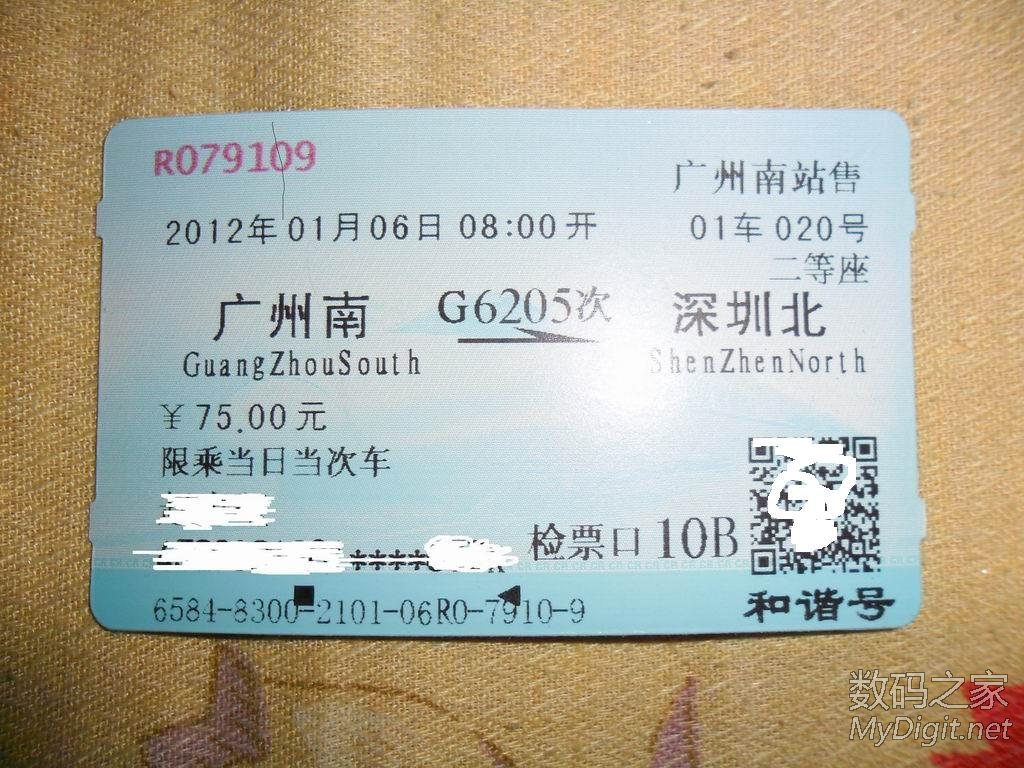 R079109
广州南站售
2012年01月06日 08:00开 01车020号
二等座
广州南 G6205次 深圳北
GuangZhouSouth ShenZhenNorth
￥75.00元
限乘当日当次车
****
检票口10B
6584-8300-2101-06R0-7910-9
和谐号
数码之家
MyDigit.net